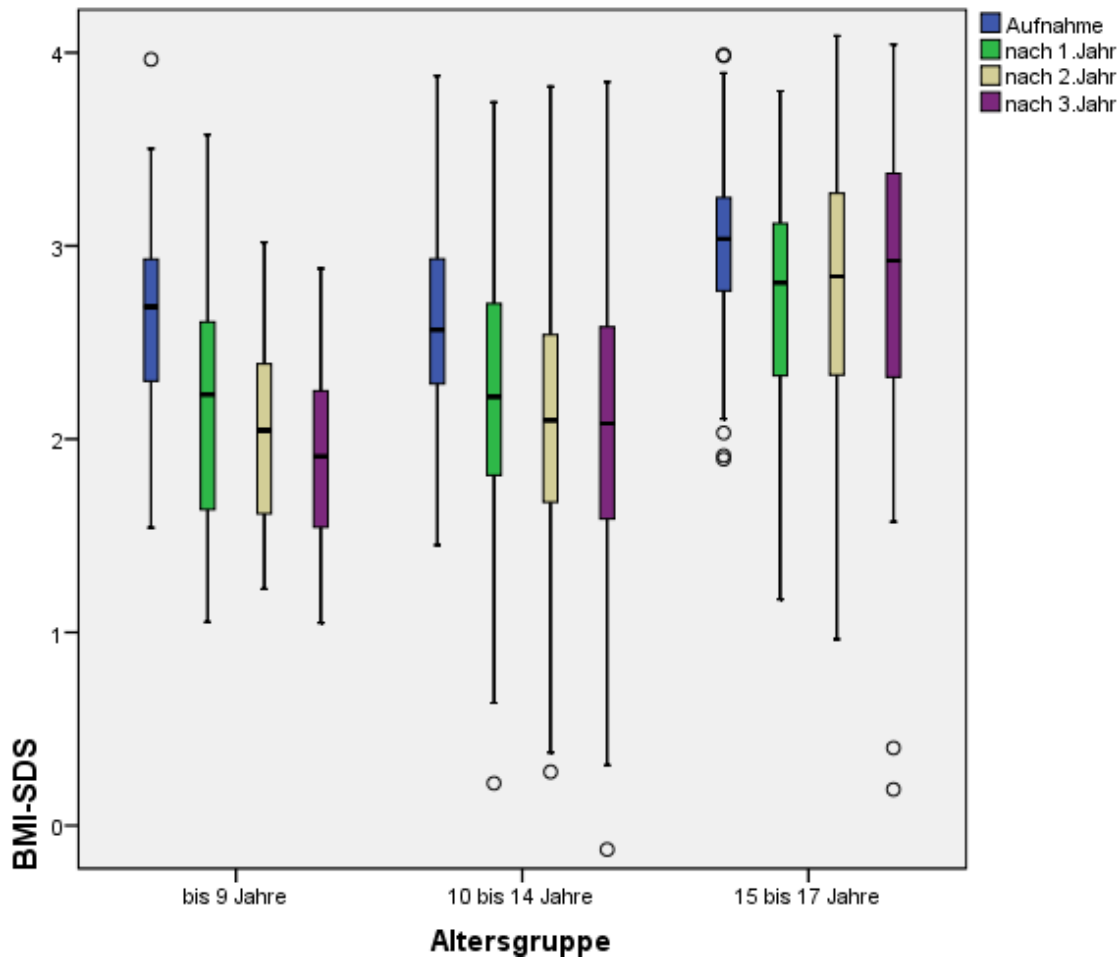 Aufnahme
nach 1.Jahr
nach 2.Jahr
nach 3.Jahr
4
3
2
1
0
BMI-SDS
bis 9 Jahre
10 bis 14 Jahre
15 bis 17 Jahre
Altersgruppe